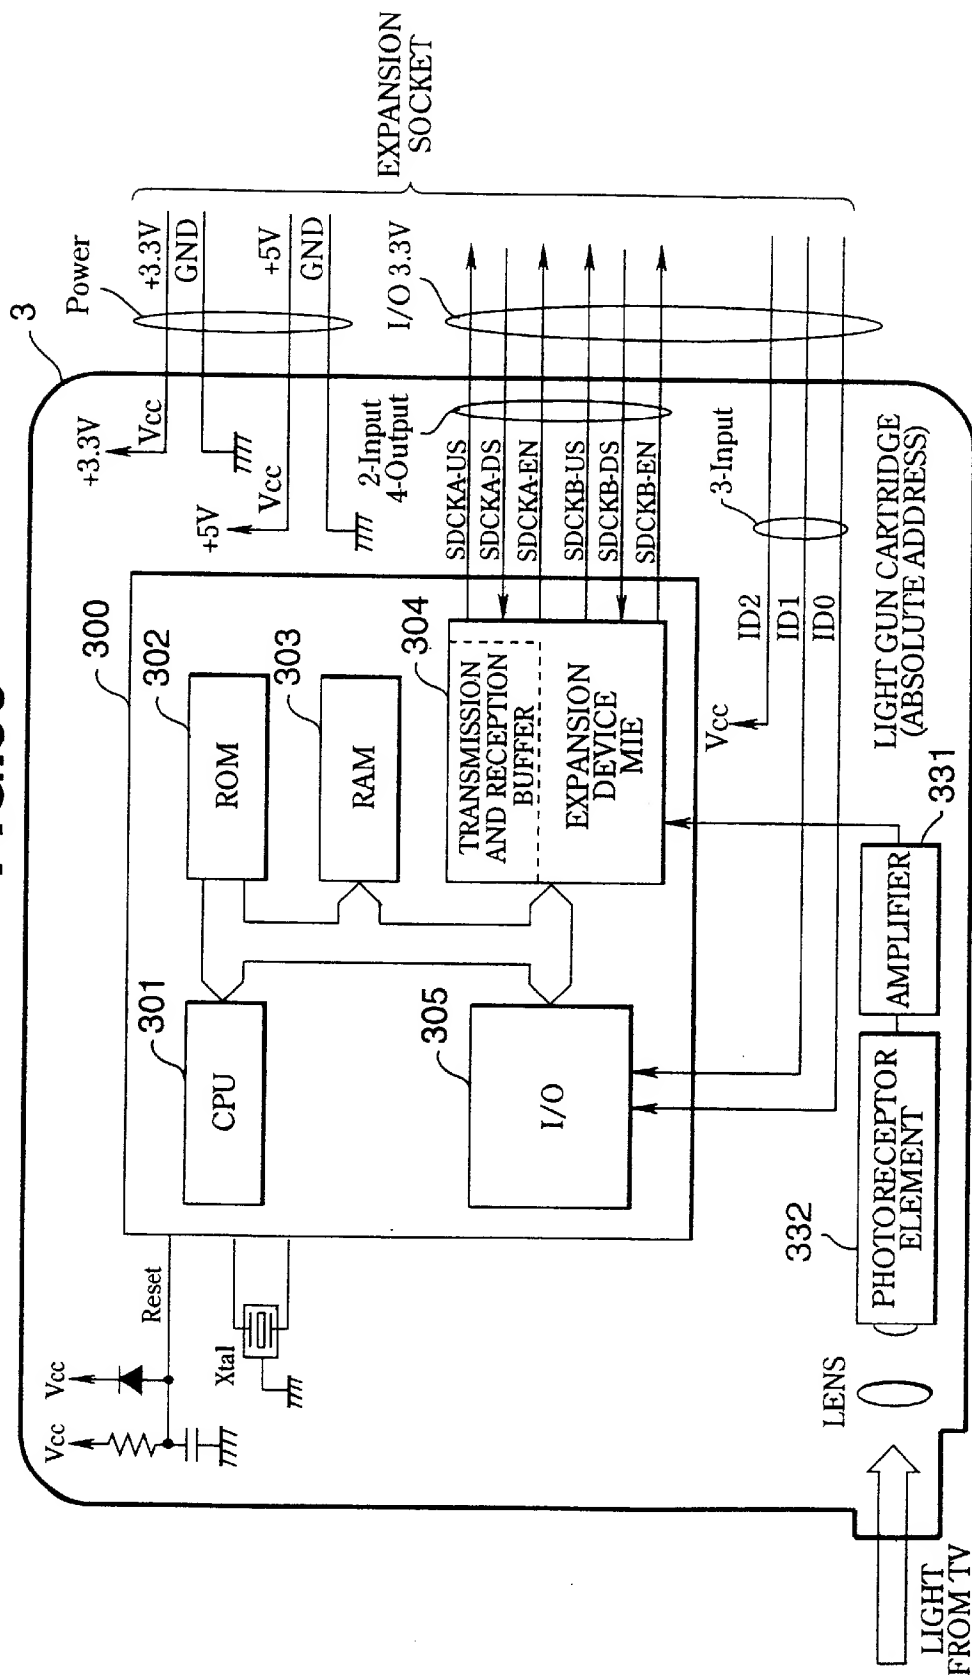 3
Power
+3.3V
GND
+5V
GND
I/O 3.3V
EXPANSION
SOCKET
+3.3V
Vcc
+5V
Vcc
2-Input
4-Output
SDCKA-US
SDCKA-DS
SDCKA-EN
SDCKB-US
SDCKB-DS
SDCKB-EN
3-Input
ID2
ID1
ID0
Vcc
300
302
ROM
303
RAM
304
TRANSMISSION
AND RECEPTION
BUFFER
EXPANSION
DEVICE
MIE
301
CPU
305
I/O
Vcc
Vcc
Reset
Xtal
LIGHT GUN CARTRIDGE
(ABSOLUTE ADDRESS)
331
AMPLIFIER
332
PHOTORECEPTOR
ELEMENT
LENS
LIGHT
FROM TV